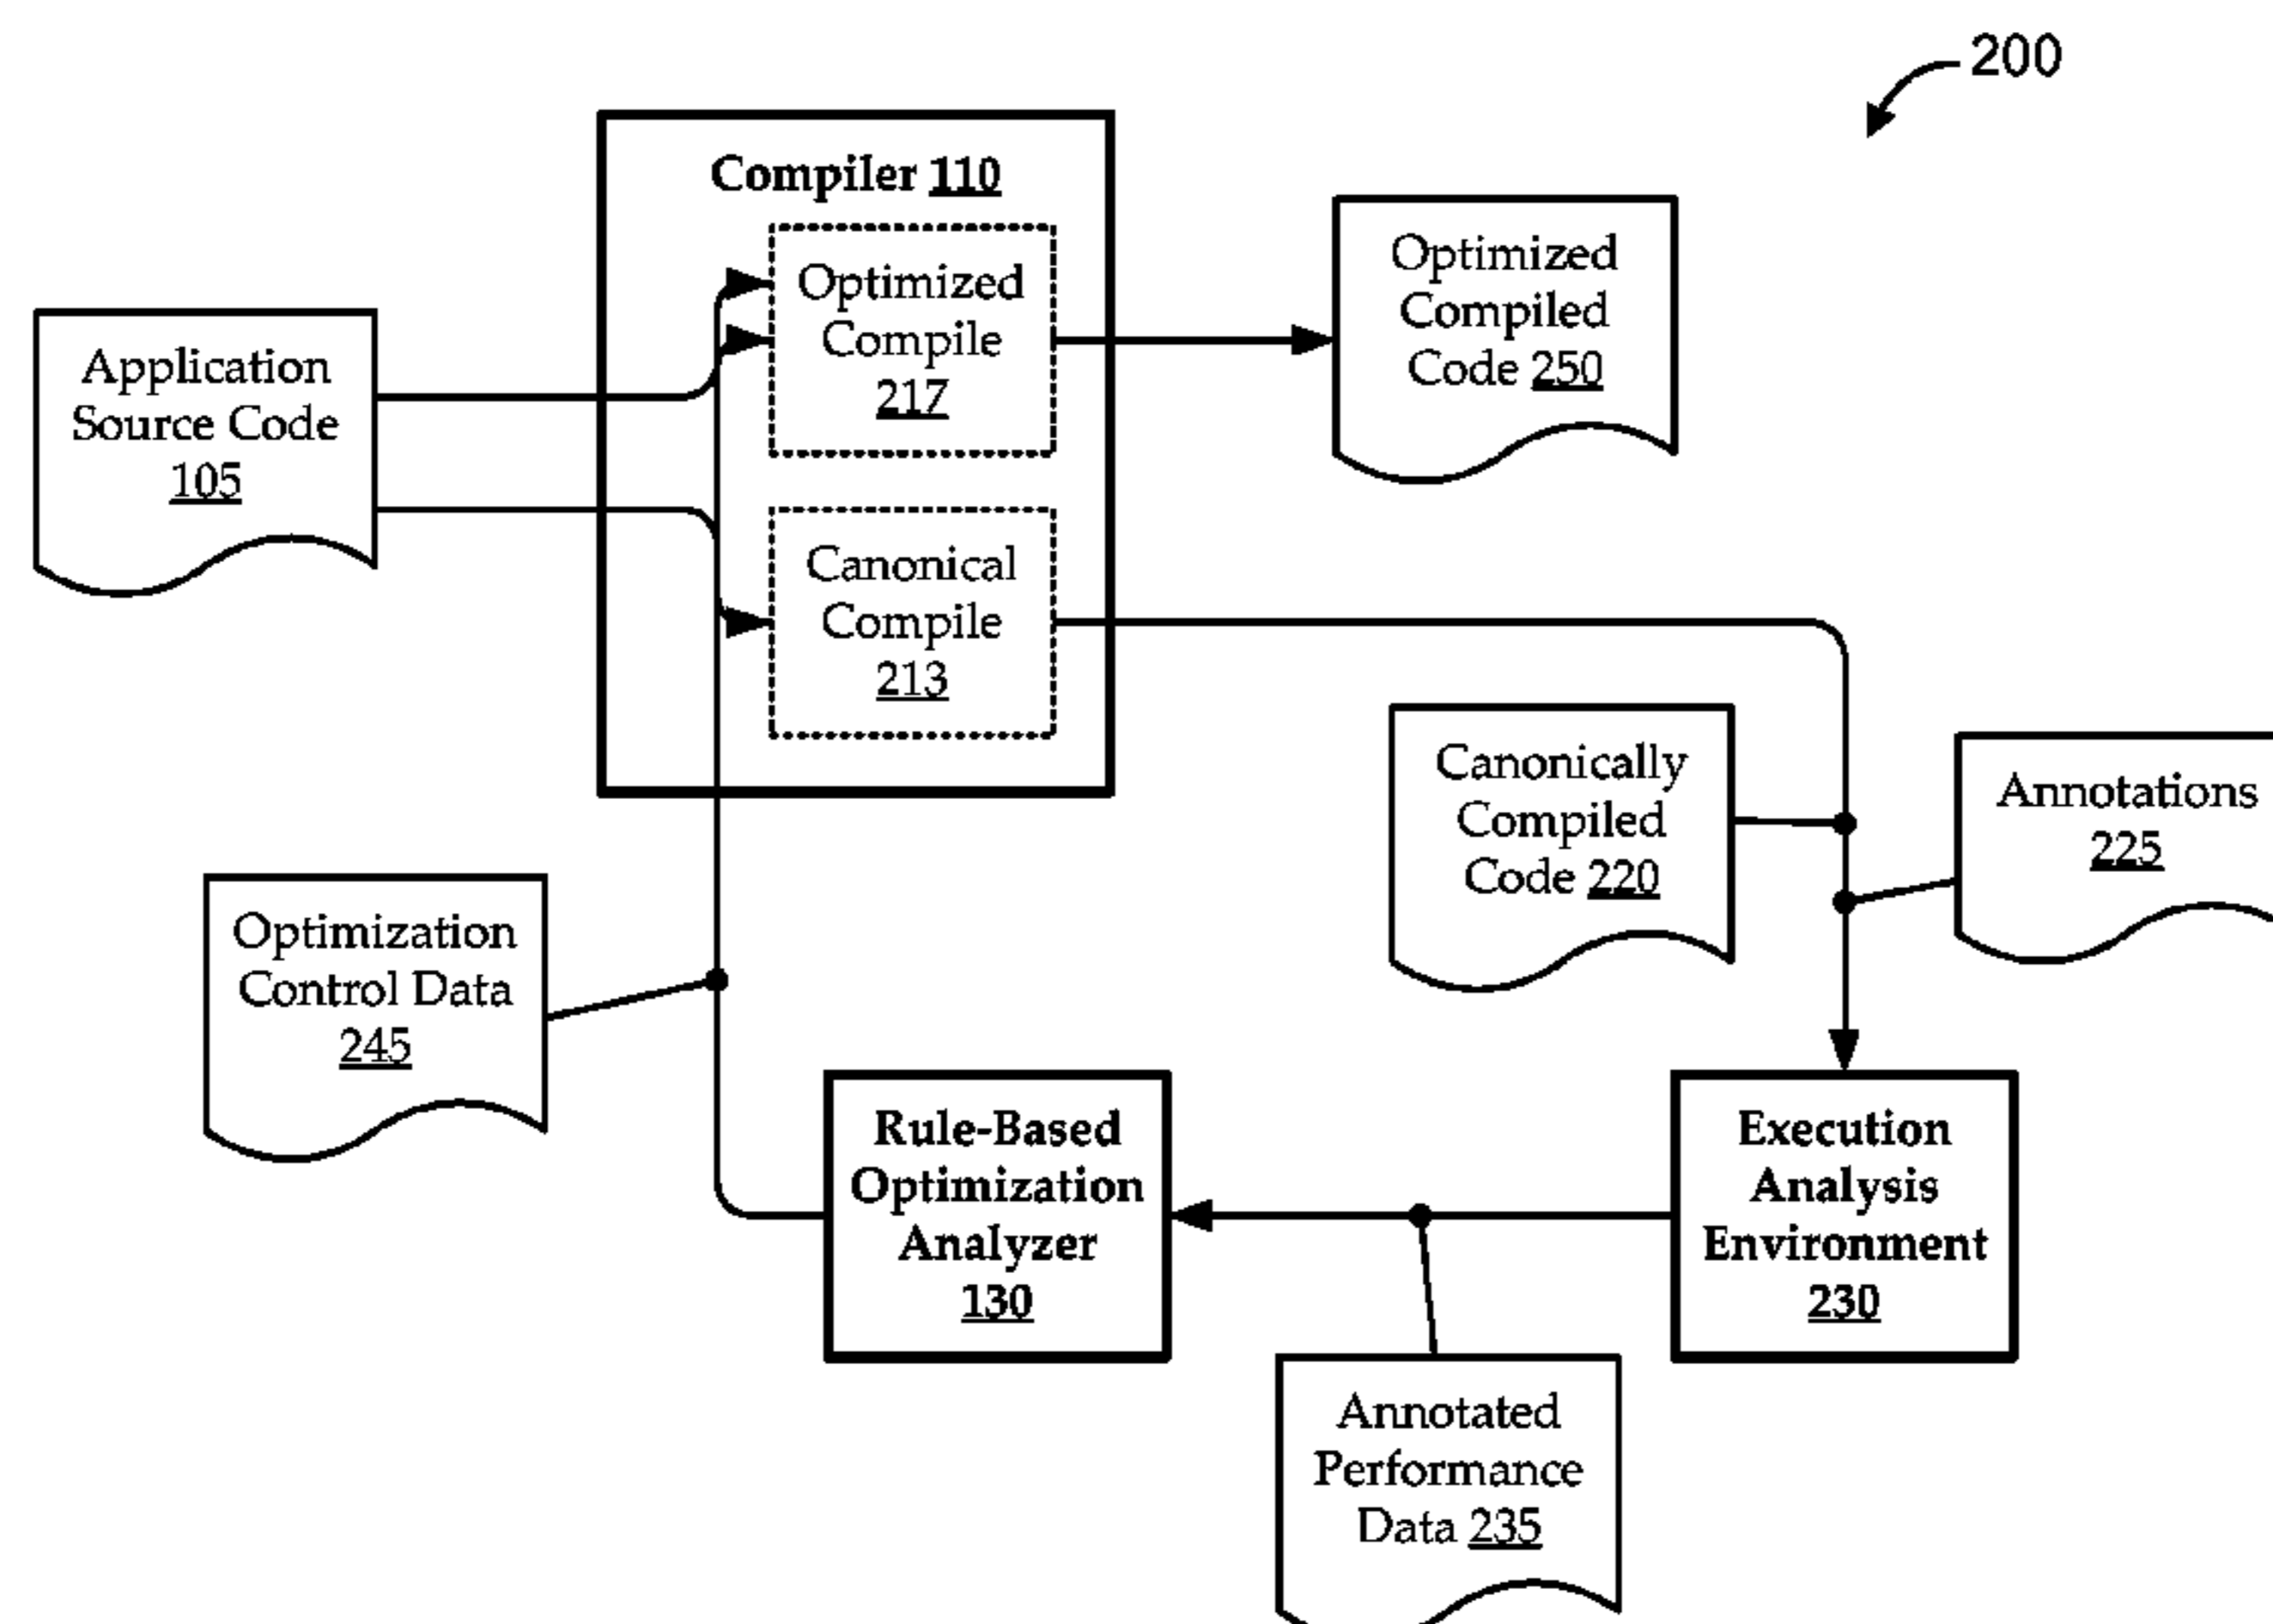 200
Compiler 110
Optimized
Compile
217
Optimized
Compiled
Code 250
Application
Source Code
105
Canonical
Compile
213
Canonically
Compiled
Code 220
Annotations
225
Optimization
Control Data
245
Rule-Based
Optimization
Analyzer
130
Execution
Analysis
Environment
230
Annotated
Performance
Data 235